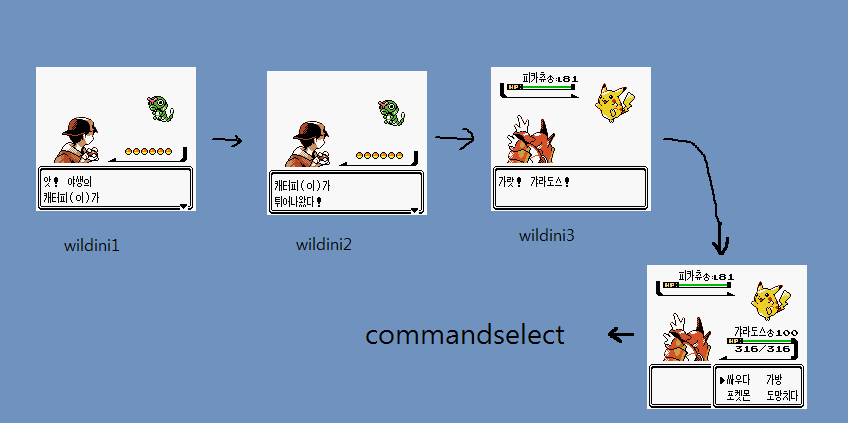 앗! 야생의
캐터피(이)가
wildini1
캐터피(이)가
튀어나왔다!
wildini2
피카츄♂:L81
HP:
가랏! 갸라도스!
wildini3
피카츄♂:L81
HP:
갸라도스♂100
HP:
316/316
▶싸우다 가방
포켓몬 도망치다
commandselect